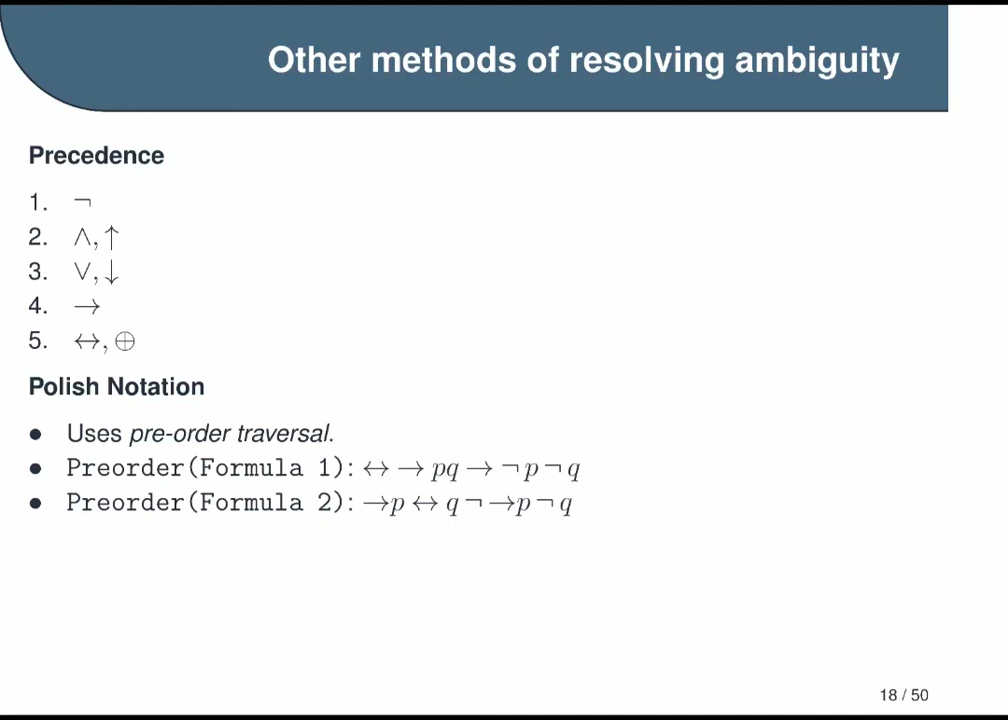 Other methods of resolving ambiguity
Precedence
1. ¬
2. ∧, ↑
3. ∨, ↓
4. →
5. ↔, ⊕
Polish Notation
● Uses pre-order traversal.
● Preorder(Formula 1): ↔ → pq → ¬p¬q
● Preorder(Formula 2): →p ↔ q¬→p¬q
18 / 50